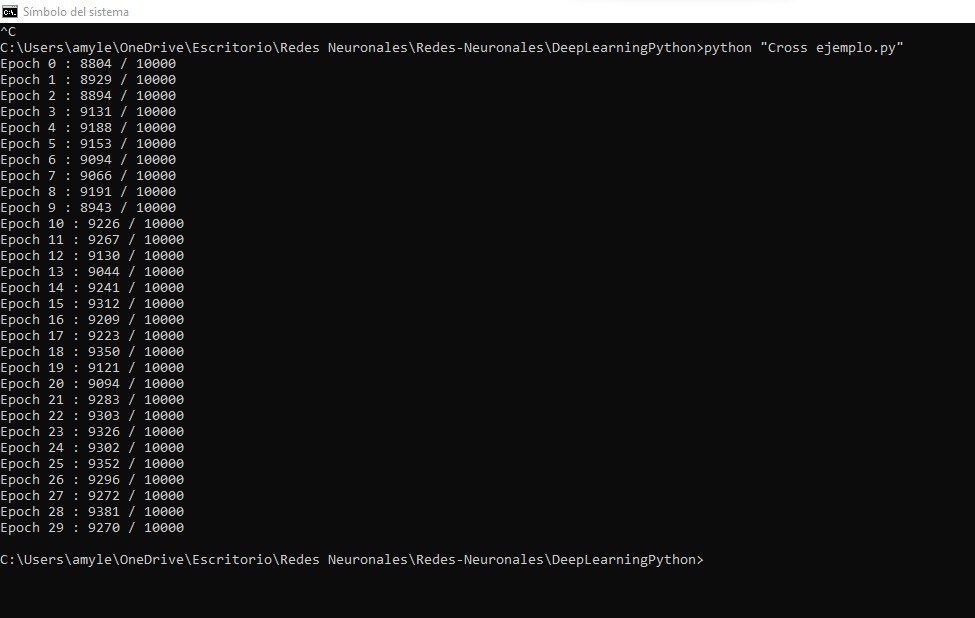 Símbolo del sistema
^C
C:\Users\amyle\OneDrive\Escritorio\Redes Neuronales\Redes-Neuronales\DeepLearningPython>python "Cross ejemplo.py"
Epoch 0 : 8804 / 10000
Epoch 1 : 8929 / 10000
Epoch 2 : 8894 / 10000
Epoch 3 : 9131 / 10000
Epoch 4 : 9188 / 10000
Epoch 5 : 9153 / 10000
Epoch 6 : 9094 / 10000
Epoch 7 : 9066 / 10000
Epoch 8 : 9191 / 10000
Epoch 9 : 8943 / 10000
Epoch 10 : 9226 / 10000
Epoch 11 : 9267 / 10000
Epoch 12 : 9130 / 10000
Epoch 13 : 9044 / 10000
Epoch 14 : 9241 / 10000
Epoch 15 : 9312 / 10000
Epoch 16 : 9209 / 10000
Epoch 17 : 9223 / 10000
Epoch 18 : 9350 / 10000
Epoch 19 : 9121 / 10000
Epoch 20 : 9094 / 10000
Epoch 21 : 9283 / 10000
Epoch 22 : 9303 / 10000
Epoch 23 : 9326 / 10000
Epoch 24 : 9302 / 10000
Epoch 25 : 9352 / 10000
Epoch 26 : 9296 / 10000
Epoch 27 : 9272 / 10000
Epoch 28 : 9381 / 10000
Epoch 29 : 9270 / 10000
C:\Users\amyle\OneDrive\Escritorio\Redes Neuronales\Redes-Neuronales\DeepLearningPython>